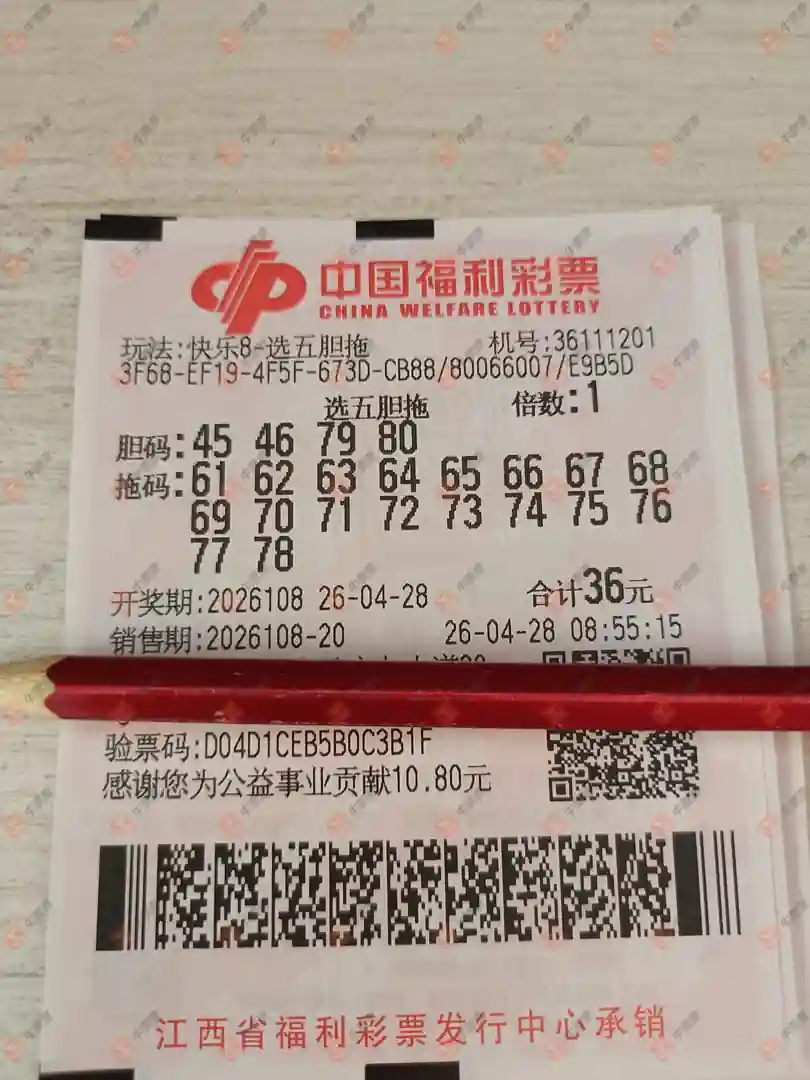 中国福利彩票
CHINA WELFARE LOTTERY
玩法:快乐8-选五胆拖 机号:36111201
3F68-EF19-4F5F-673D-CB88/80066007/E9B5D
选五胆拖 倍数:1
胆码:45 46 79 80
拖码:61 62 63 64 65 66 67 68
69 70 71 72 73 74 75 76
77 78
开奖期:2026108 26-04-28 合计36元
销售期:2026108-20 26-04-28 08:55:15
验票码:D04D1CEB5B0C3B1F
感谢您为公益事业贡献10.80元
江西省福利彩票发行中心承销